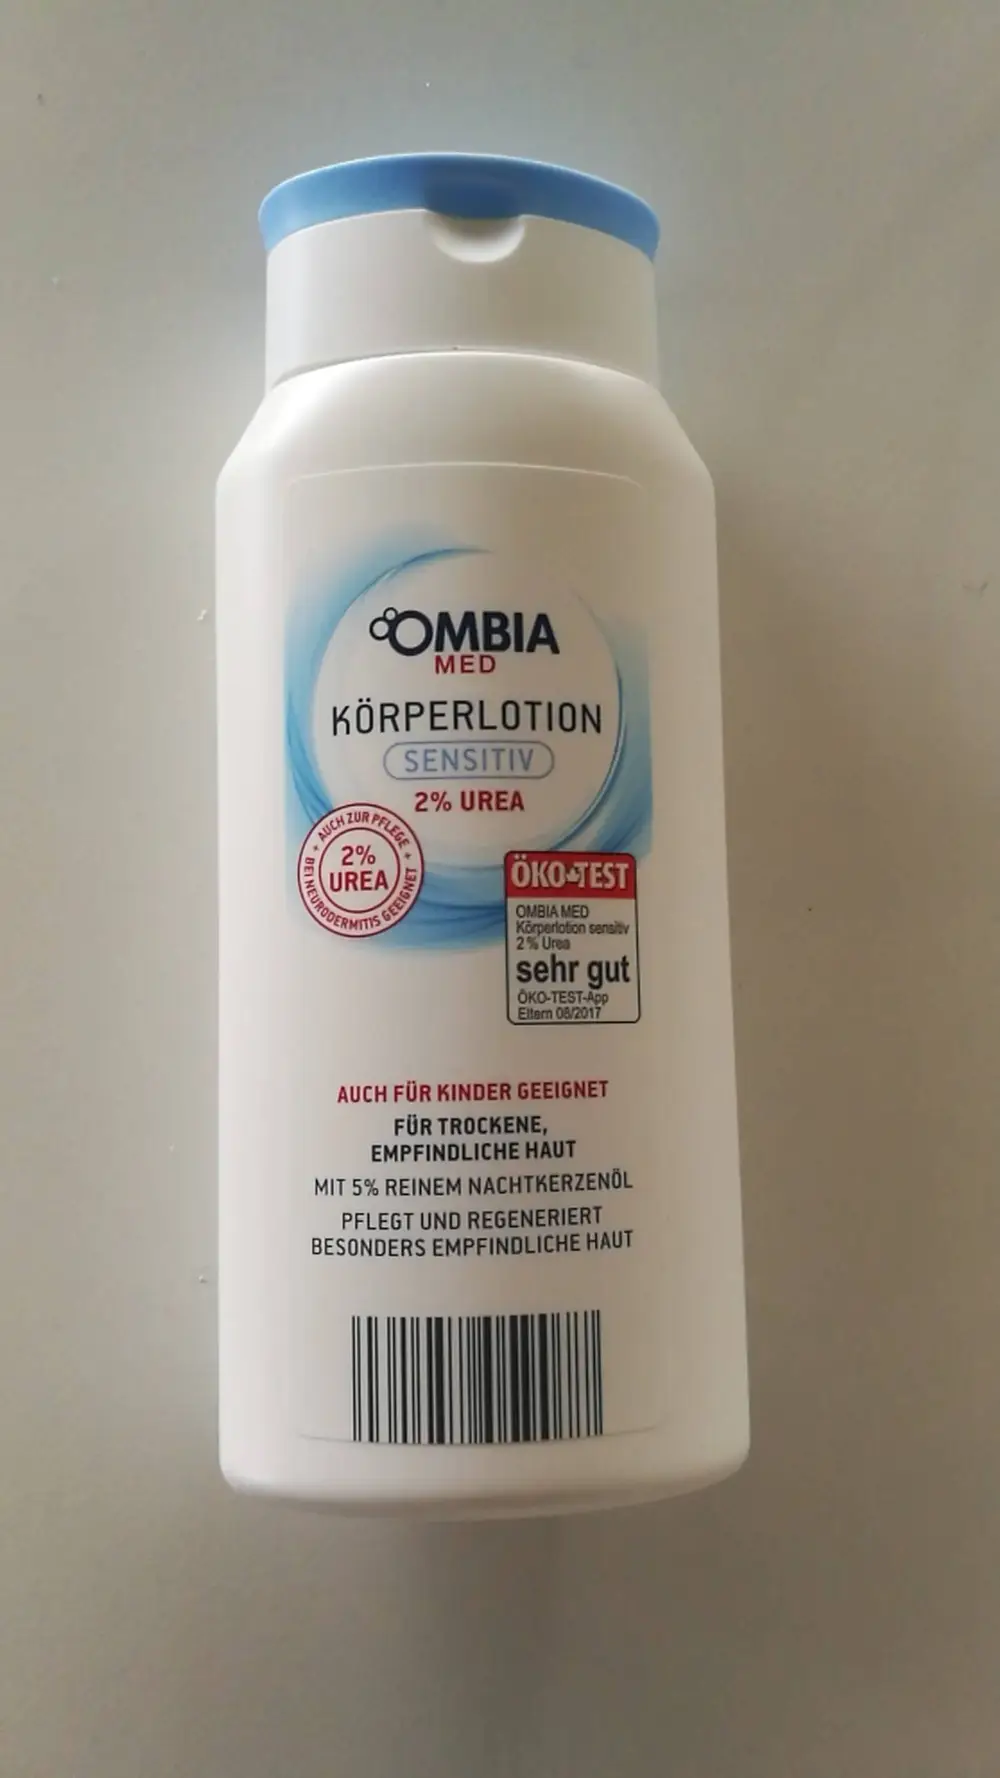 OMBIA
MED
KÖRPERLOTION
SENSITIV
2% UREA
+ AUCH ZUR PFLEGE +
BEI NEURODERMITIS GEEIGNET
2%
UREA
ÖKO TEST
OMBIA MED
Körperlotion sensitiv
2 % Urea
sehr gut
ÖKO-TEST-App
Eltern 08/2017
AUCH FÜR KINDER GEEIGNET
FÜR TROCKENE,
EMPFINDLICHE HAUT
MIT 5% REINEM NACHTKERZENÖL
PFLEGT UND REGENERIERT
BESONDERS EMPFINDLICHE HAUT